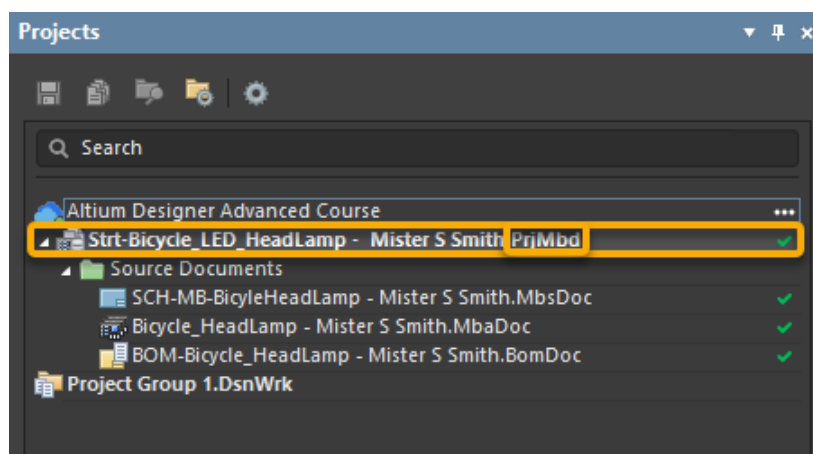 Projects
Search
Altium Designer Advanced Course
Strt-Bicycle_LED_HeadLamp - Mister S Smith.PrjMbd
Source Documents
SCH-MB-BicyleHeadLamp - Mister S Smith.MbsDoc
Bicycle_HeadLamp - Mister S Smith.MbaDoc
BOM-Bicycle_HeadLamp - Mister S Smith.BomDoc
Project Group 1.DsnWrk